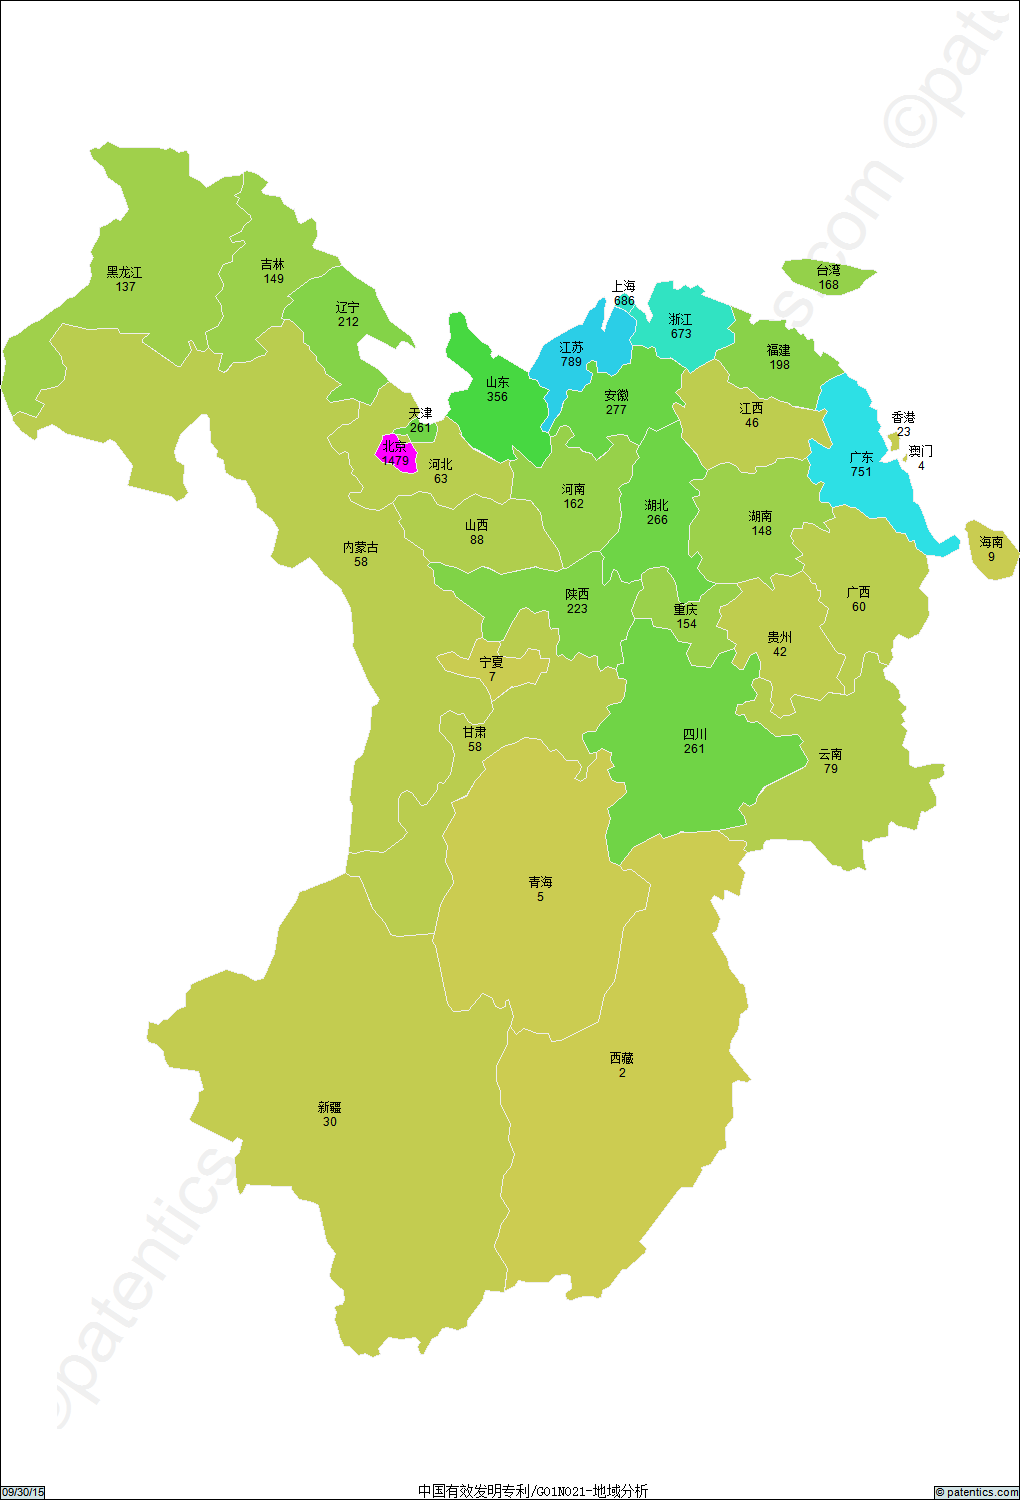 ©patentics.com ©patentics
台湾
168
黑龙江
137
吉林
149
辽宁
212
上海
686
浙江
673
江苏
789
福建
198
山东
356
安徽
277
江西
46
天津
261
香港
23
澳门
4
北京
1479
河北
63
广东
751
河南
162
湖北
266
湖南
148
山西
88
内蒙古
58
海南
9
陕西
223
重庆
154
广西
60
贵州
42
宁夏
7
甘肃
58
四川
261
云南
79
青海
5
西藏
2
新疆
30
09/30/15
中国有效发明专利/G01N021-地域分析
© patentics.com